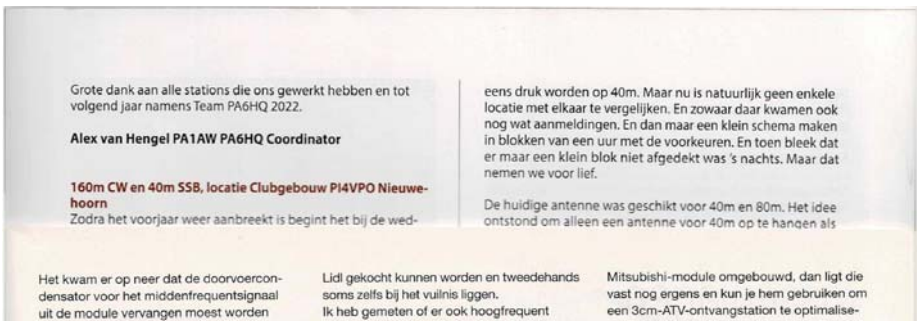 Grote dank aan alle stations die ons gewerkt hebben en tot
volgend jaar namens Team PA6HQ 2022.
Alex van Hengel PA1AW PA6HQ Coordinator
160m CW en 40m SSB, locatie Clubgebouw PI4VPO Nieuwe-
hoorn
Zodra het voorjaar weer aanbreekt is begint het bij de wed-
eens druk worden op 40m. Maar nu is natuurlijk geen enkele
locatie met elkaar te vergelijken. En zowaar daar kwamen ook
nog wat aanmeldingen. En dan maar een klein schema maken
in blokken van een uur met de voorkeuren. En toen bleek dat
er maar een klein blok niet afgedekt was 's nachts. Maar dat
nemen we voor lief.
De huidige antenne was geschikt voor 40m en 80m. Het idee
ontstond om alleen een antenne voor 40m op te hangen als
Het kwam er op neer dat de doorvoercon-
densator voor het middenfrequentsignaal
uit de module vervangen moest worden
Lidl gekocht kunnen worden en tweedehands
soms zelfs bij het vuilnis liggen.
Ik heb gemeten of er ook hoogfrequent
Mitsubishi-module omgebouwd, dan ligt die
vast nog ergens en kun je hem gebruiken om
een 3cm-ATV-ontvangstation te optimalise-